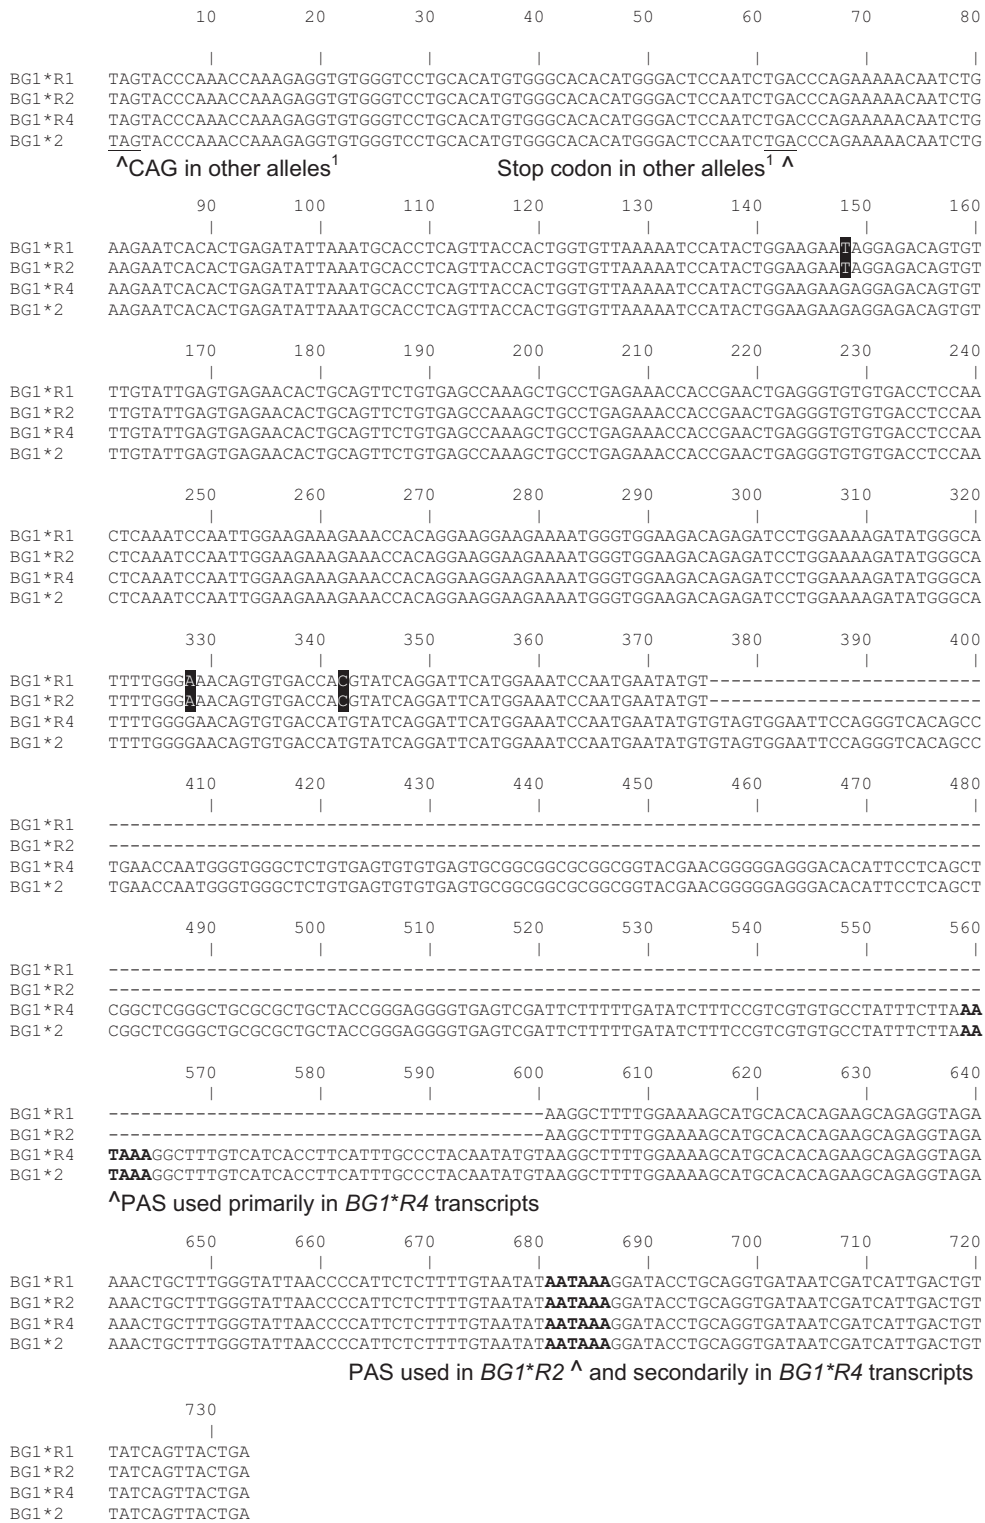 10 20 30 40 50 60 70 80
| | | | | | | |
BG1*R1 TAGTACCCAAACCAAAGAGGTGTGGGTCCTGCACATGTGGGCACACATGGGACTCCAATCTGACCCAGAAAAACAATCTG
BG1*R2 TAGTACCCAAACCAAAGAGGTGTGGGTCCTGCACATGTGGGCACACATGGGACTCCAATCTGACCCAGAAAAACAATCTG
BG1*R4 TAGTACCCAAACCAAAGAGGTGTGGGTCCTGCACATGTGGGCACACATGGGACTCCAATCTGACCCAGAAAAACAATCTG
BG1*2 TAGTACCCAAACCAAAGAGGTGTGGGTCCTGCACATGTGGGCACACATGGGACTCCAATCTGACCCAGAAAAACAATCTG
^CAG in other alleles¹ Stop codon in other alleles¹ ^
90 100 110 120 130 140 150 160
| | | | | | | |
BG1*R1 AAGAATCACACTGAGATATTAAATGCACCTCAGTTACCACTGGTGTTAAAAATCCATACTGGAAGAATAGGAGACAGTGT
BG1*R2 AAGAATCACACTGAGATATTAAATGCACCTCAGTTACCACTGGTGTTAAAAATCCATACTGGAAGAATAGGAGACAGTGT
BG1*R4 AAGAATCACACTGAGATATTAAATGCACCTCAGTTACCACTGGTGTTAAAAATCCATACTGGAAGAAGAGGAGACAGTGT
BG1*2 AAGAATCACACTGAGATATTAAATGCACCTCAGTTACCACTGGTGTTAAAAATCCATACTGGAAGAAGAGGAGACAGTGT
170 180 190 200 210 220 230 240
| | | | | | | |
BG1*R1 TTGTATTGAGTGAGAACACTGCAGTTCTGTGAGCCAAAGCTGCCTGAGAAACCACCGAACTGAGGGTGTGTGACCTCCAA
BG1*R2 TTGTATTGAGTGAGAACACTGCAGTTCTGTGAGCCAAAGCTGCCTGAGAAACCACCGAACTGAGGGTGTGTGACCTCCAA
BG1*R4 TTGTATTGAGTGAGAACACTGCAGTTCTGTGAGCCAAAGCTGCCTGAGAAACCACCGAACTGAGGGTGTGTGACCTCCAA
BG1*2 TTGTATTGAGTGAGAACACTGCAGTTCTGTGAGCCAAAGCTGCCTGAGAAACCACCGAACTGAGGGTGTGTGACCTCCAA
250 260 270 280 290 300 310 320
| | | | | | | |
BG1*R1 CTCAAATCCAATTGGAAGAAAGAAACCACAGGAAGGAAGAAAATGGGTGGAAGACAGAGATCCTGGAAAAGATATGGGCA
BG1*R2 CTCAAATCCAATTGGAAGAAAGAAACCACAGGAAGGAAGAAAATGGGTGGAAGACAGAGATCCTGGAAAAGATATGGGCA
BG1*R4 CTCAAATCCAATTGGAAGAAAGAAACCACAGGAAGGAAGAAAATGGGTGGAAGACAGAGATCCTGGAAAAGATATGGGCA
BG1*2 CTCAAATCCAATTGGAAGAAAGAAACCACAGGAAGGAAGAAAATGGGTGGAAGACAGAGATCCTGGAAAAGATATGGGCA
330 340 350 360 370 380 390 400
| | | | | | | |
BG1*R1 TTTTGGGAAACAGTGTGACCACGTATCAGGATTCATGGAAATCCAATGAATATGT-------------------------
BG1*R2 TTTTGGGAAACAGTGTGACCACGTATCAGGATTCATGGAAATCCAATGAATATGT-------------------------
BG1*R4 TTTTGGGGAACAGTGTGACCATGTATCAGGATTCATGGAAATCCAATGAATATGTGTAGTGGAATTCCAGGGTCACAGCC
BG1*2 TTTTGGGGAACAGTGTGACCATGTATCAGGATTCATGGAAATCCAATGAATATGTGTAGTGGAATTCCAGGGTCACAGCC
410 420 430 440 450 460 470 480
| | | | | | | |
BG1*R1 --------------------------------------------------------------------------------
BG1*R2 --------------------------------------------------------------------------------
BG1*R4 TGAACCAATGGGTGGGCTCTGTGAGTGTGTGAGTGCGGCGGCGCGGCGGTACGAACGGGGGAGGGACACATTCCTCAGCT
BG1*2 TGAACCAATGGGTGGGCTCTGTGAGTGTGTGAGTGCGGCGGCGCGGCGGTACGAACGGGGGAGGGACACATTCCTCAGCT
490 500 510 520 530 540 550 560
| | | | | | | |
BG1*R1 --------------------------------------------------------------------------------
BG1*R2 --------------------------------------------------------------------------------
BG1*R4 CGGCTCGGGCTGCGCGCTGCTACCGGGAGGGGTGAGTCGATTCTTTTTGATATCTTTCCGTCGTGTGCCTATTTCTTAAA
BG1*2 CGGCTCGGGCTGCGCGCTGCTACCGGGAGGGGTGAGTCGATTCTTTTTGATATCTTTCCGTCGTGTGCCTATTTCTTAAA
570 580 590 600 610 620 630 640
| | | | | | | |
BG1*R1 ----------------------------------------AAGGCTTTTGGAAAAGCATGCACACAGAAGCAGAGGTAGA
BG1*R2 ----------------------------------------AAGGCTTTTGGAAAAGCATGCACACAGAAGCAGAGGTAGA
BG1*R4 TAAAGGCTTTGTCATCACCTTCATTTGCCCTACAATATGTAAGGCTTTTGGAAAAGCATGCACACAGAAGCAGAGGTAGA
BG1*2 TAAAGGCTTTGTCATCACCTTCATTTGCCCTACAATATGTAAGGCTTTTGGAAAAGCATGCACACAGAAGCAGAGGTAGA
^PAS used primarily in BG1*R4 transcripts
650 660 670 680 690 700 710 720
| | | | | | | |
BG1*R1 AAACTGCTTTGGGTATTAACCCCATTCTCTTTTGTAATATAATAAAGGATACCTGCAGGTGATAATCGATCATTGACTGT
BG1*R2 AAACTGCTTTGGGTATTAACCCCATTCTCTTTTGTAATATAATAAAGGATACCTGCAGGTGATAATCGATCATTGACTGT
BG1*R4 AAACTGCTTTGGGTATTAACCCCATTCTCTTTTGTAATATAATAAAGGATACCTGCAGGTGATAATCGATCATTGACTGT
BG1*2 AAACTGCTTTGGGTATTAACCCCATTCTCTTTTGTAATATAATAAAGGATACCTGCAGGTGATAATCGATCATTGACTGT
PAS used in BG1*R2 ^ and secondarily in BG1*R4 transcripts
730
|
BG1*R1 TATCAGTTACTGA
BG1*R2 TATCAGTTACTGA
BG1*R4 TATCAGTTACTGA
BG1*2 TATCAGTTACTGA